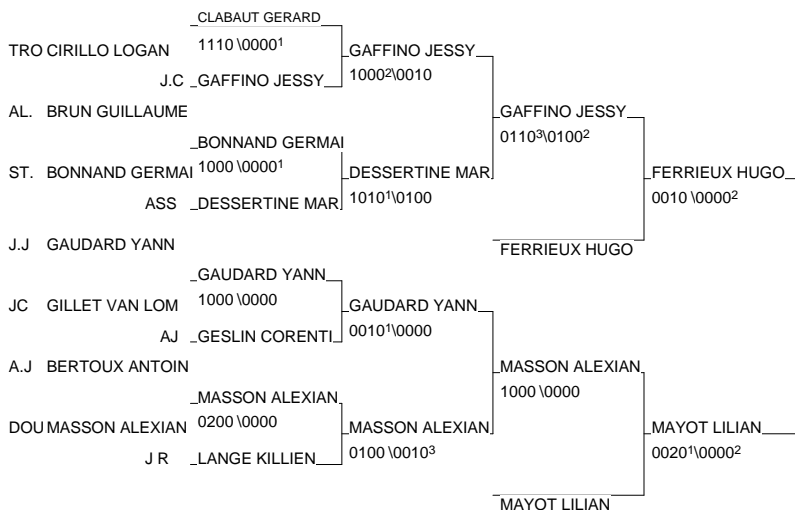 CLABAUT GERARD
TRO CIRILLO LOGAN 1110 \0000¹ GAFFINO JESSY
J.C GAFFINO JESSY 1000²\0010
AL. BRUN GUILLAUME GAFFINO JESSY
0110³\0100²
BONNAND GERMAI
ST. BONNAND GERMAI 1000 \0000¹ DESSERTINE MAR FERRIEUX HUGO
ASS DESSERTINE MAR 1010¹\0100 0010 \0000²
J.J GAUDARD YANN FERRIEUX HUGO
GAUDARD YANN
JC GILLET VAN LOM 1000 \0000 GAUDARD YANN
AJ GESLIN CORENTI 0010¹\0000
A.J BERTOUX ANTOIN MASSON ALEXIAN
1000 \0000
MASSON ALEXIAN
DOU MASSON ALEXIAN 0200 \0000 MASSON ALEXIAN MAYOT LILIAN
J R LANGE KILLIEN 0100 \0010³ 0020¹\0000²
MAYOT LILIAN